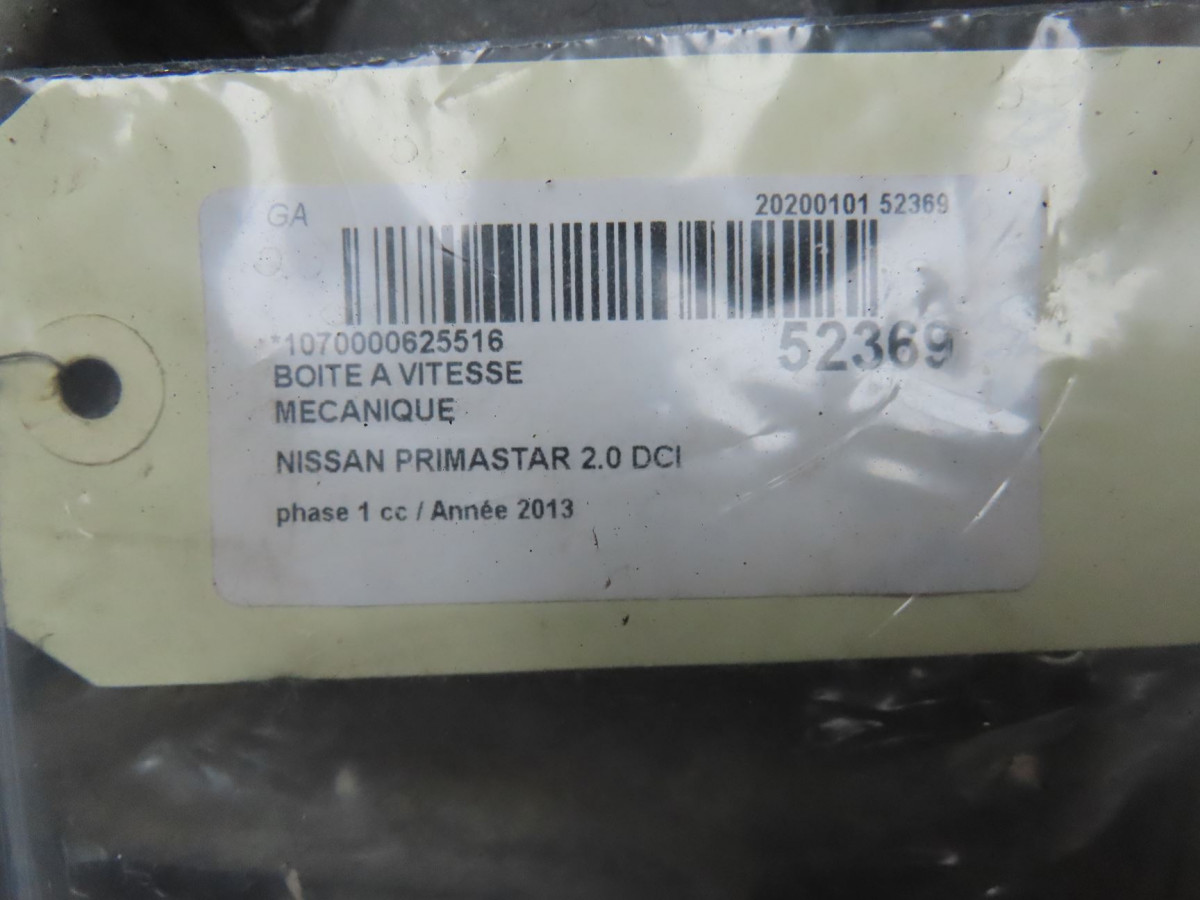 GA
20200101 52369
*1070000625516
52369
BOITE A VITESSE
MECANIQUE
NISSAN PRIMASTAR 2.0 DCI
phase 1 cc / Année 2013